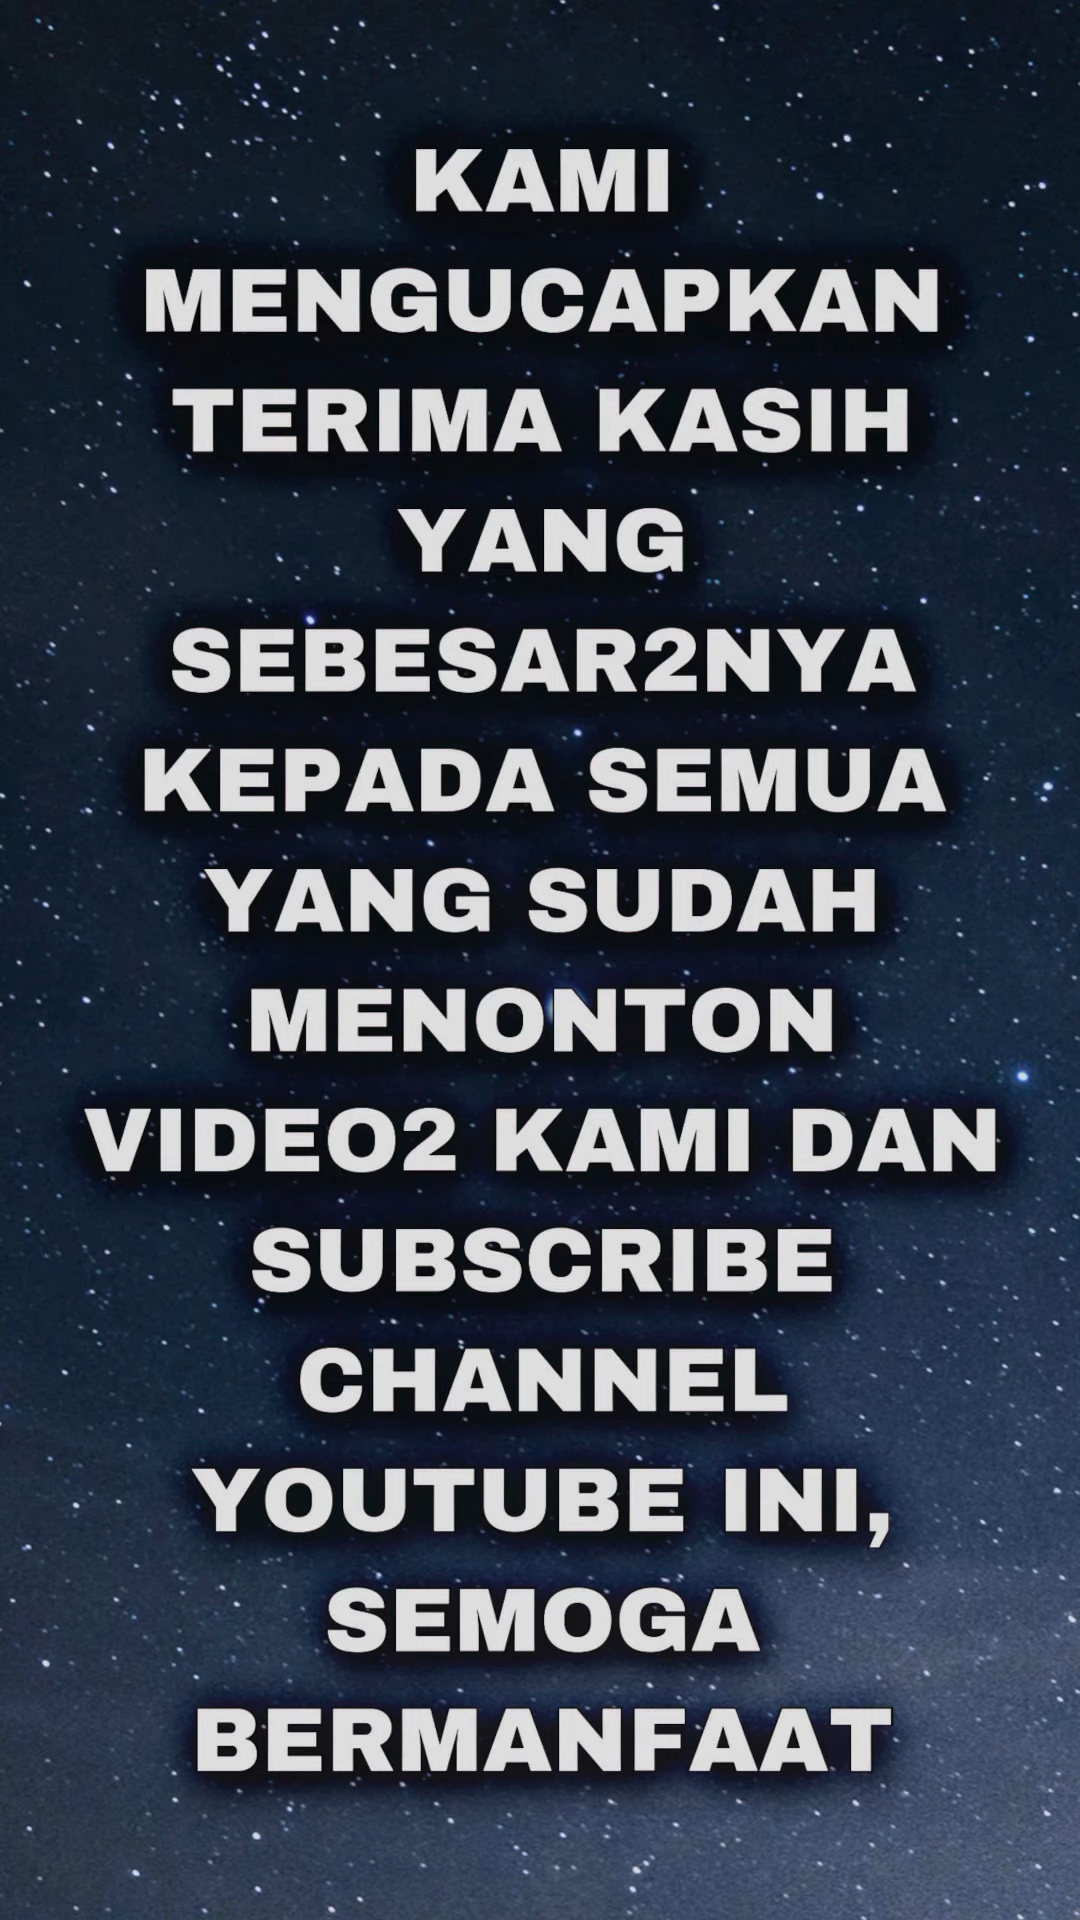 KAMI
MENGUCAPKAN
TERIMA KASIH
YANG
SEBESAR2NYA
KEPADA SEMUA
YANG SUDAH
MENONTON
VIDEO2 KAMI DAN
SUBSCRIBE
CHANNEL
YOUTUBE INI,
SEMOGA
BERMANFAAT